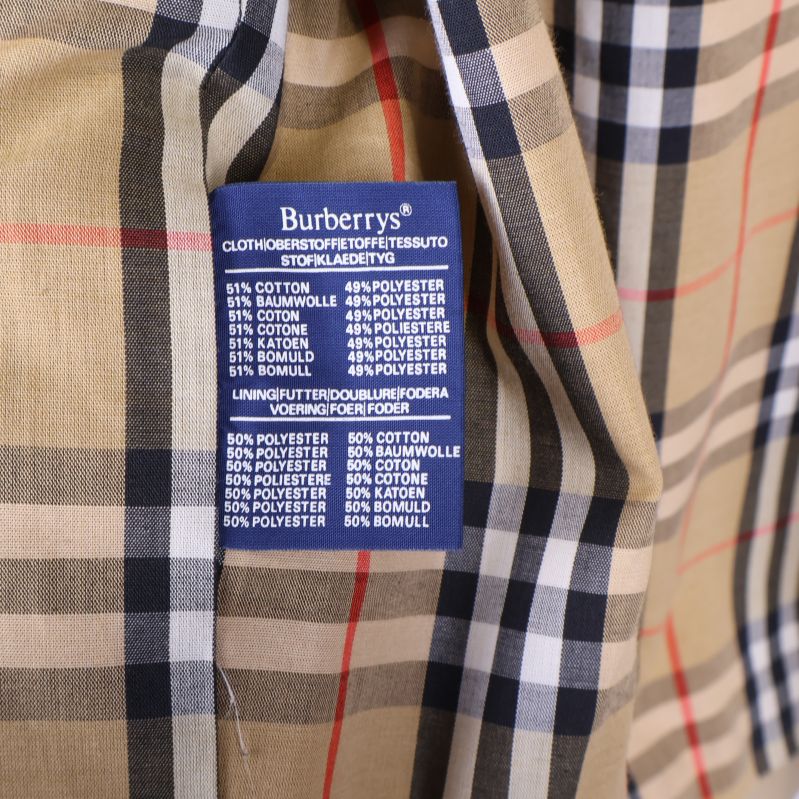 Burberrys®
CLOTH|OBERSTOFF|ETOFFE|TESSUTO
STOF|KLAEDE|TYG
51% COTTON 49% POLYESTER
51% BAUMWOLLE 49% POLYESTER
51% COTON 49% POLYESTER
51% COTONE 49% POLIESTERE
51% KATOEN 49% POLYESTER
51% BOMULD 49% POLYESTER
51% BOMULL 49% POLYESTER
LINING|FUTTER|DOUBLURE|FODERA
VOERING|FOER|FODER
50% POLYESTER 50% COTTON
50% POLYESTER 50% BAUMWOLLE
50% POLYESTER 50% COTON
50% POLIESTERE 50% COTONE
50% POLYESTER 50% KATOEN
50% POLYESTER 50% BOMULD
50% POLYESTER 50% BOMULL